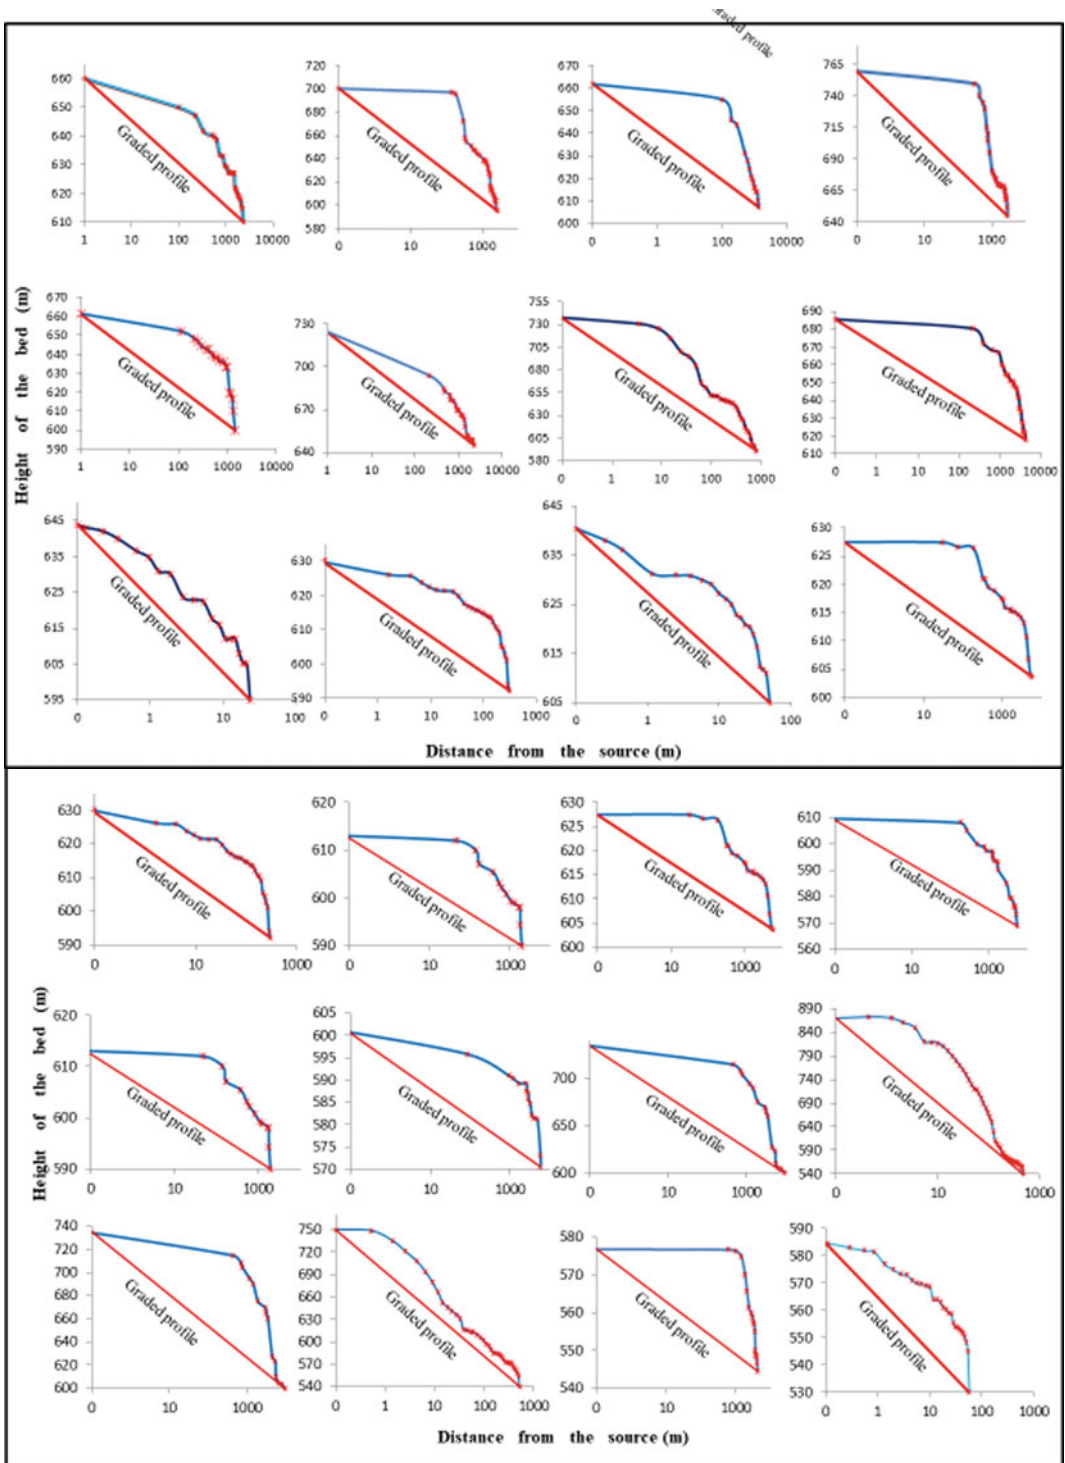 Graded profile
660
650
640
630
620
610
1 10 100 1000 10000
Graded profile
720
700
680
660
640
620
600
580
0 10 1000
Graded profile
670
660
650
640
630
620
610
600
0 1 100 10000
Graded profile
765
740
715
690
665
640
0 10 1000
Graded profile
Height of the bed (m)
670
660
650
640
630
620
610
600
590
1 10 100 1000 10000
Graded profile
730
700
670
640
1 10 100 1000 10000
Graded profile
755
730
705
680
655
630
605
580
0 1 10 100 1000 10000
Graded profile
690
680
670
660
650
640
630
620
610
0 1 10 100 1000 10000
Graded profile
645
635
625
615
605
595
0 1 10 100
Graded profile
630
620
610
600
590
0 1 10 100 1000
Graded profile
645
635
625
615
605
0 1 10 100
Graded profile
630
625
620
615
610
605
600
0 10 1000
Graded profile
Distance from the source (m)
630
620
610
600
590
0 10 1000
Graded profile
620
610
600
590
0 10 1000
Graded profile
630
625
620
615
610
605
600
0 10 1000
Graded profile
610
600
590
580
570
560
0 10 1000
Graded profile
Height of the bed (m)
620
610
600
590
0 10 1000
Graded profile
605
600
595
590
585
580
575
570
0 10 1000
Graded profile
700
650
600
0 10 1000
Graded profile
890
840
790
740
690
640
590
540
0 10 1000
Graded profile
740
720
700
680
660
640
620
600
0 10 1000
Graded profile
750
720
690
660
630
600
570
540
0 1 10 100 1000
Graded profile
580
570
560
550
540
0 10 1000
Graded profile
590
580
570
560
550
540
530
0 1 10 100 1000
Graded profile
Distance from the source (m)